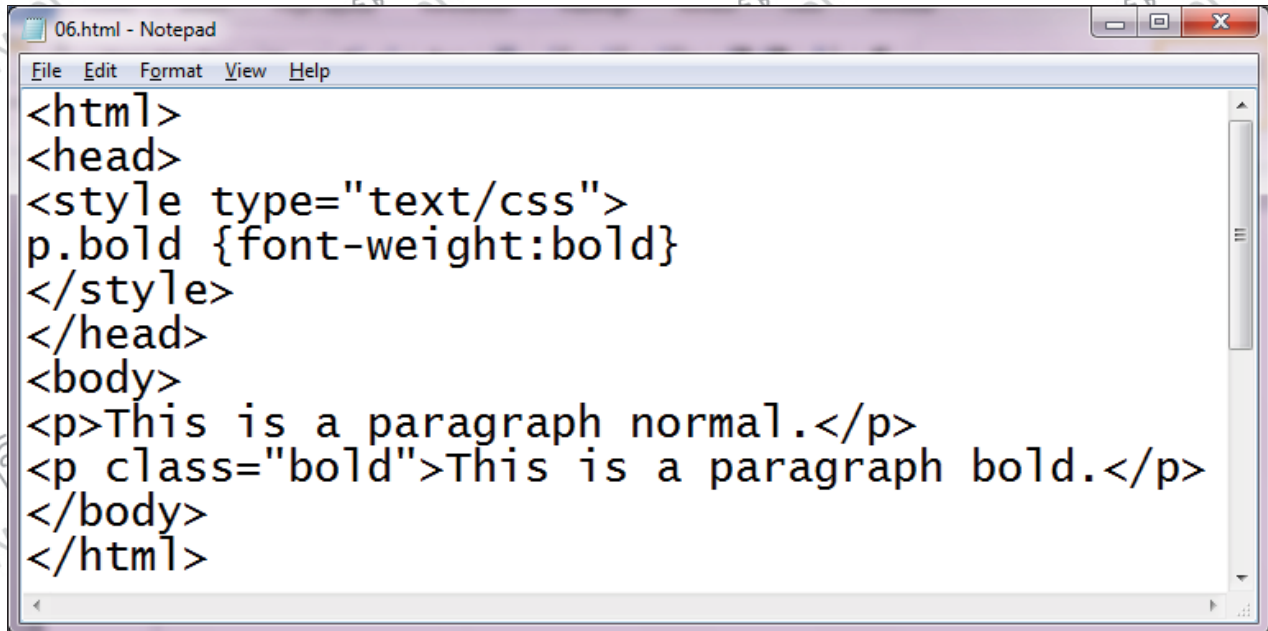 06.html - Notepad
File Edit Format View Help
<html>
<head>
<style type="text/css">
p.bold {font-weight:bold}
</style>
</head>
<body>
<p>This is a paragraph normal.</p>
<p class="bold">This is a paragraph bold.</p>
</body>
</html>